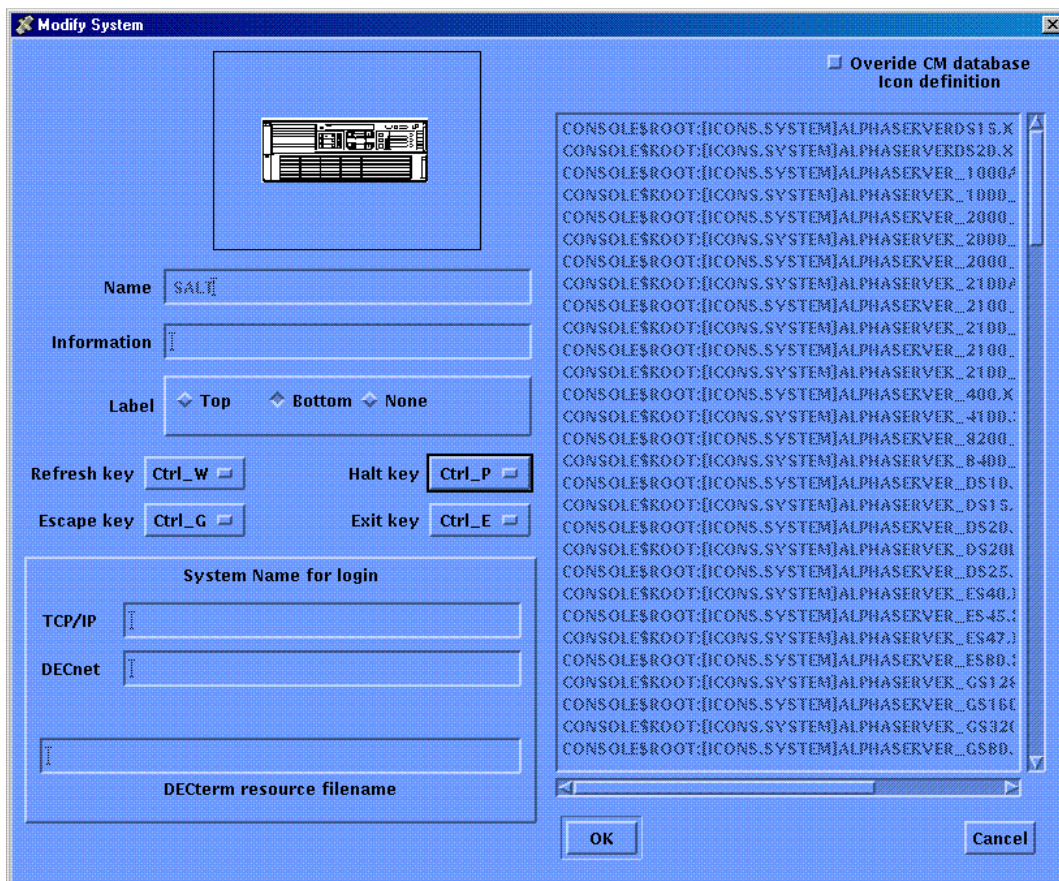 Modify System
Overide CM database
Icon definition
Name SALT
Information
Label Top Bottom None
Refresh key Ctrl_W Halt key Ctrl_P
Escape key Ctrl_G Exit key Ctrl_E
System Name for login
TCP/IP
DECnet
DECterm resource filename
CONSOLE$ROOT:[ICONS.SYSTEM]ALPHASERVERDS15.X
CONSOLE$ROOT:[ICONS.SYSTEM]ALPHASERVERDS20.X
CONSOLE$ROOT:[ICONS.SYSTEM]ALPHASERVER_1000A
CONSOLE$ROOT:[ICONS.SYSTEM]ALPHASERVER_1000_
CONSOLE$ROOT:[ICONS.SYSTEM]ALPHASERVER_2000_
CONSOLE$ROOT:[ICONS.SYSTEM]ALPHASERVER_2000_
CONSOLE$ROOT:[ICONS.SYSTEM]ALPHASERVER_2000_
CONSOLE$ROOT:[ICONS.SYSTEM]ALPHASERVER_2100A
CONSOLE$ROOT:[ICONS.SYSTEM]ALPHASERVER_2100_
CONSOLE$ROOT:[ICONS.SYSTEM]ALPHASERVER_2100_
CONSOLE$ROOT:[ICONS.SYSTEM]ALPHASERVER_2100_
CONSOLE$ROOT:[ICONS.SYSTEM]ALPHASERVER_2100_
CONSOLE$ROOT:[ICONS.SYSTEM]ALPHASERVER_400.X
CONSOLE$ROOT:[ICONS.SYSTEM]ALPHASERVER_4100.
CONSOLE$ROOT:[ICONS.SYSTEM]ALPHASERVER_8200_
CONSOLE$ROOT:[ICONS.SYSTEM]ALPHASERVER_8400_
CONSOLE$ROOT:[ICONS.SYSTEM]ALPHASERVER_DS10.
CONSOLE$ROOT:[ICONS.SYSTEM]ALPHASERVER_DS15.
CONSOLE$ROOT:[ICONS.SYSTEM]ALPHASERVER_DS20.
CONSOLE$ROOT:[ICONS.SYSTEM]ALPHASERVER_DS20L
CONSOLE$ROOT:[ICONS.SYSTEM]ALPHASERVER_DS25.
CONSOLE$ROOT:[ICONS.SYSTEM]ALPHASERVER_ES40.
CONSOLE$ROOT:[ICONS.SYSTEM]ALPHASERVER_ES45.
CONSOLE$ROOT:[ICONS.SYSTEM]ALPHASERVER_ES47.
CONSOLE$ROOT:[ICONS.SYSTEM]ALPHASERVER_ES80.
CONSOLE$ROOT:[ICONS.SYSTEM]ALPHASERVER_GS128
CONSOLE$ROOT:[ICONS.SYSTEM]ALPHASERVER_GS160
CONSOLE$ROOT:[ICONS.SYSTEM]ALPHASERVER_GS320
CONSOLE$ROOT:[ICONS.SYSTEM]ALPHASERVER_GS80.
OK Cancel